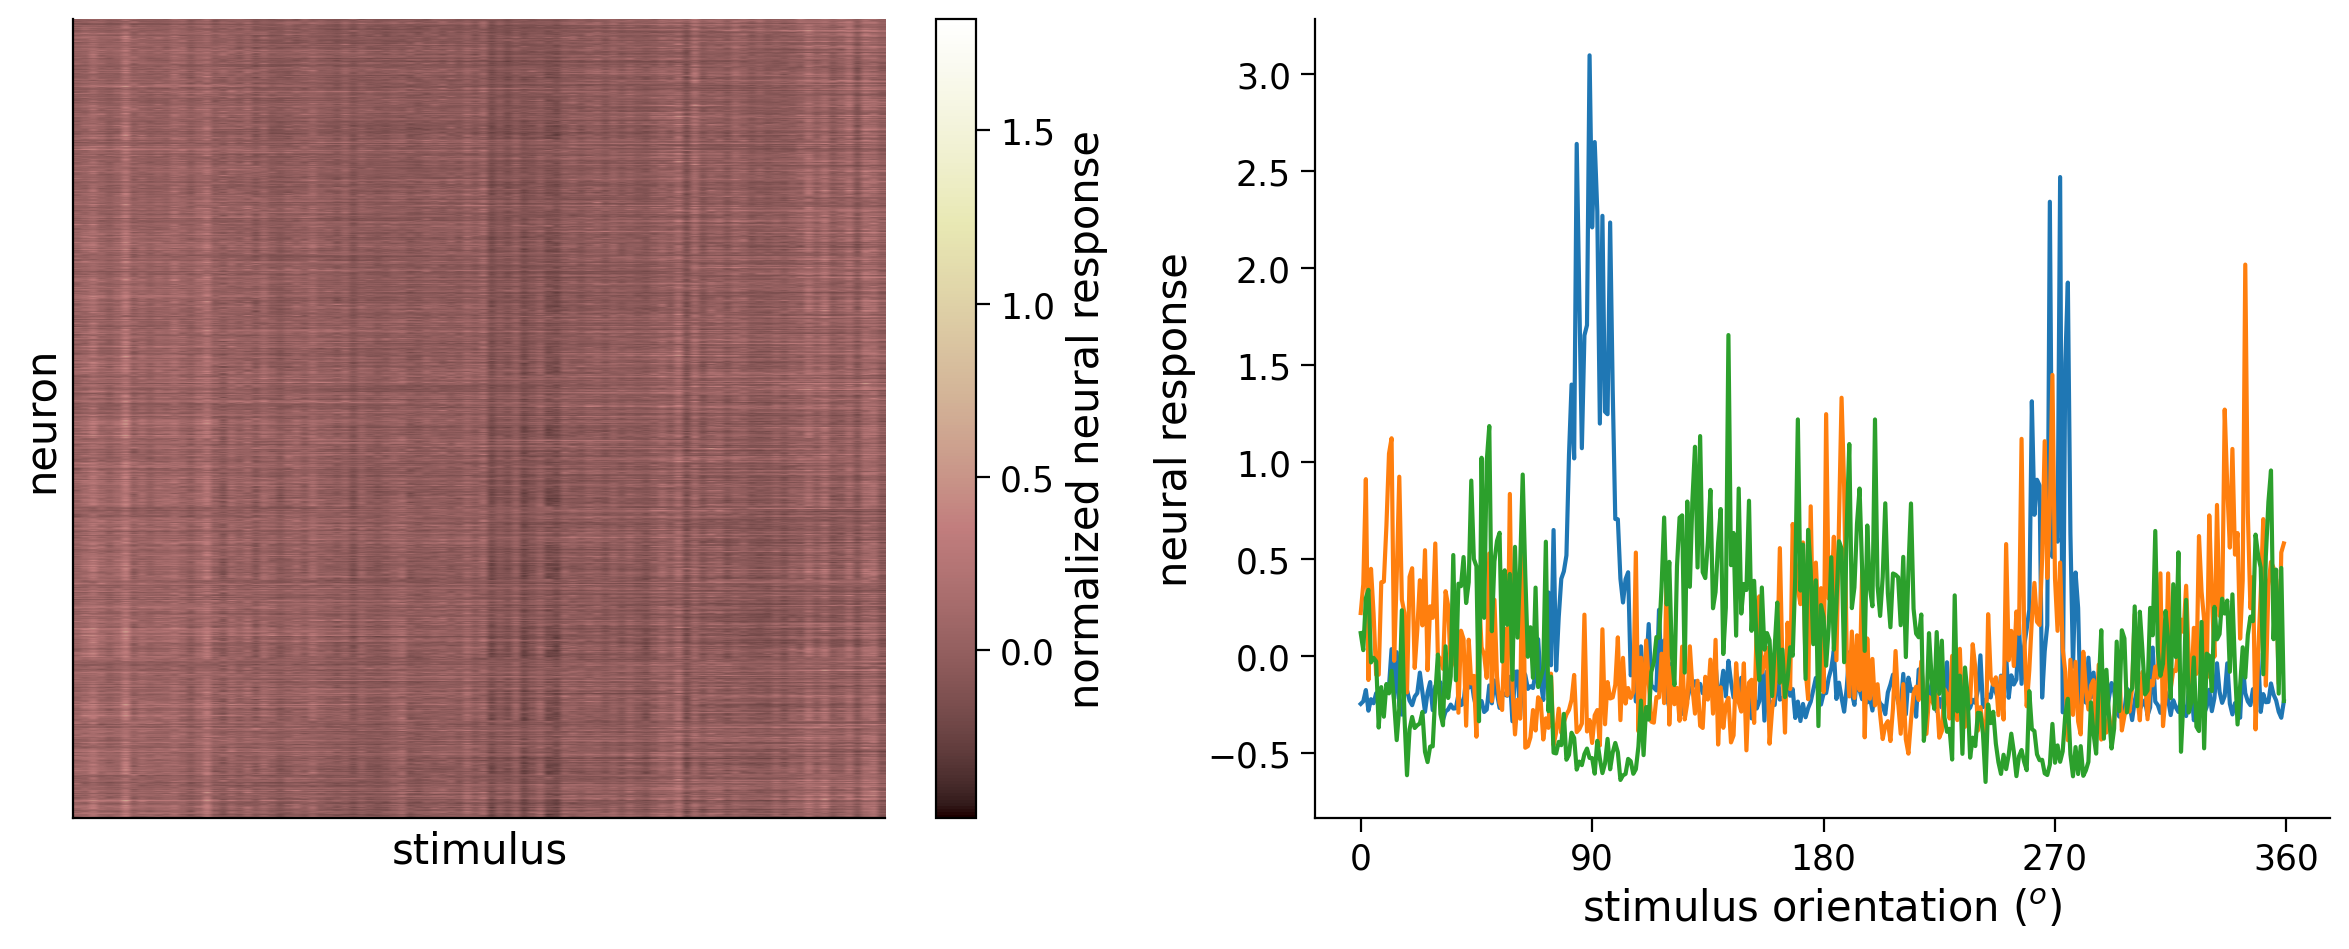 neuron
stimulus
1.5
1.0
0.5
0.0
normalized neural response
neural response
3.0
2.5
2.0
1.5
1.0
0.5
0.0
−0.5
0 90 180 270 360
stimulus orientation (°)